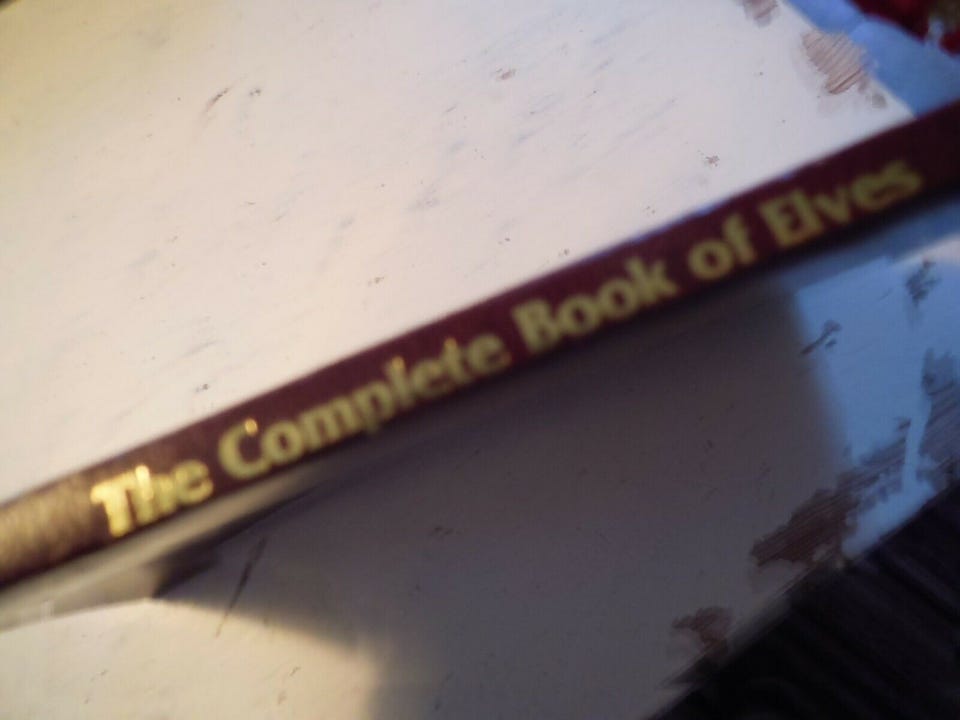 The Complete Book of Elves